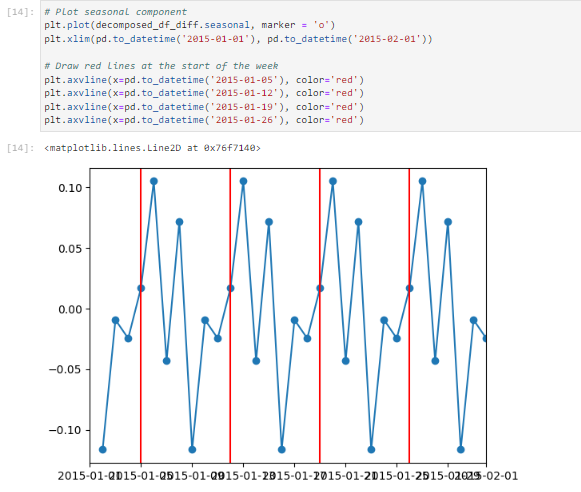 [14]: # Plot seasonal component
plt.plot(decomposed_df_diff.seasonal, marker = 'o')
plt.xlim(pd.to_datetime('2015-01-01'), pd.to_datetime('2015-02-01'))
# Draw red lines at the start of the week
plt.axvline(x=pd.to_datetime('2015-01-05'), color='red')
plt.axvline(x=pd.to_datetime('2015-01-12'), color='red')
plt.axvline(x=pd.to_datetime('2015-01-19'), color='red')
plt.axvline(x=pd.to_datetime('2015-01-26'), color='red')
[14]: <matplotlib.lines.Line2D at 0x76f7140>
0.10
0.05
0.00
−0.05
−0.10
2015-01-01 2015-01-05 2015-01-09 2015-01-13 2015-01-17 2015-01-21 2015-01-25 2015-01-29 2015-02-01